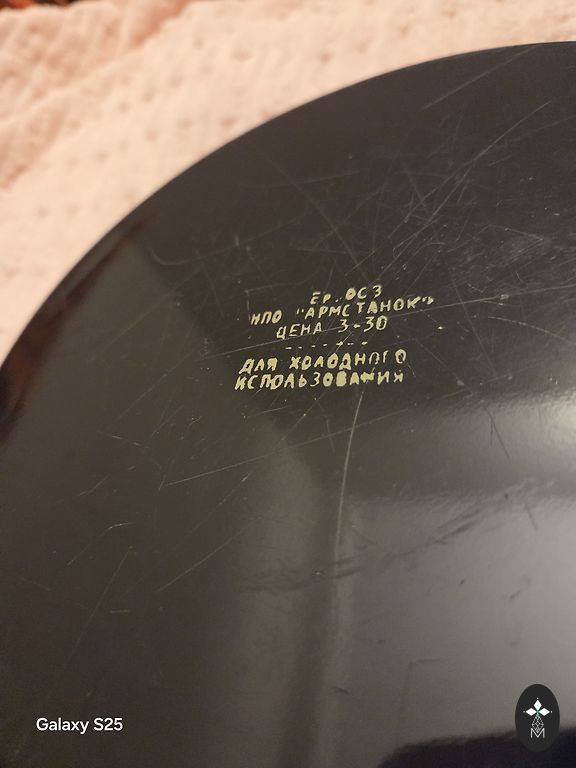 ЕР. ОСЗ
НПО "АРМСТАНОК"
ЦЕНА 3-30
-------
ДЛЯ ХОЛОДНОГО
ИСПОЛЬЗОВАНИЯ
Galaxy S25
M